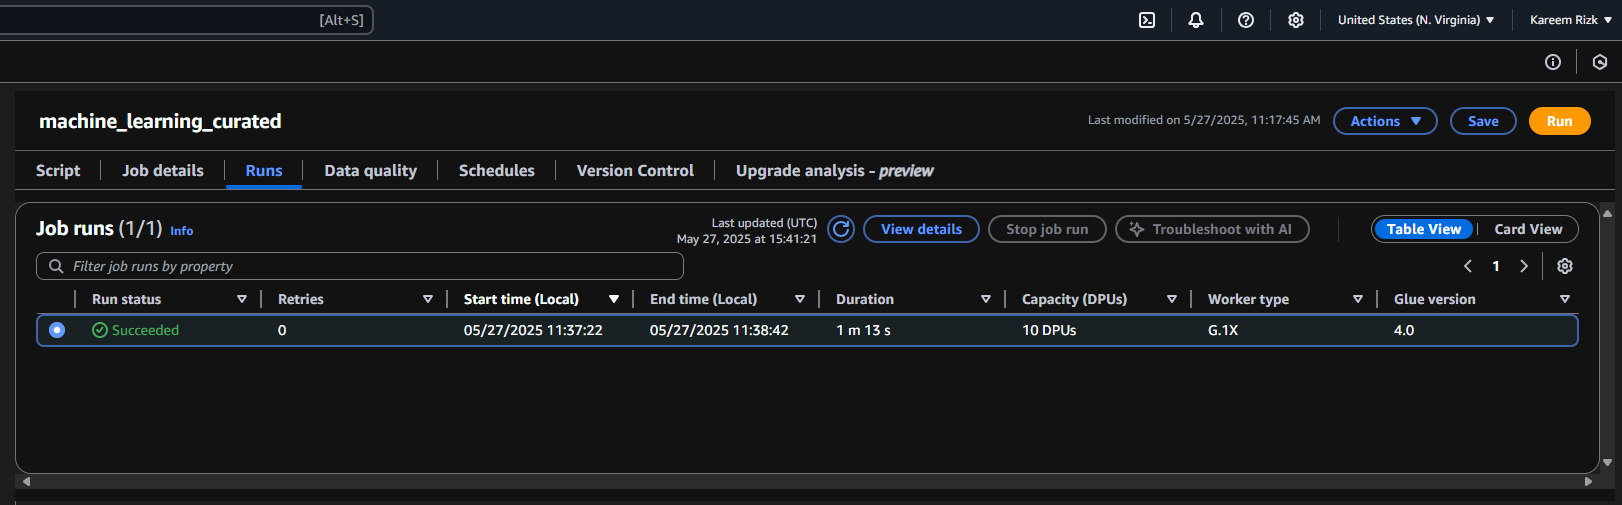 [Alt+S] United States (N. Virginia) Kareem Rizk
machine_learning_curated Last modified on 5/27/2025, 11:17:45 AM Actions Save Run
Script Job details Runs Data quality Schedules Version Control Upgrade analysis - preview
Job runs (1/1) Info Last updated (UTC) May 27, 2025 at 15:41:21 View details Stop job run Troubleshoot with AI Table View Card View
Filter job runs by property 1
Run status Retries Start time (Local) End time (Local) Duration Capacity (DPUs) Worker type Glue version
Succeeded 0 05/27/2025 11:37:22 05/27/2025 11:38:42 1 m 13 s 10 DPUs G.1X 4.0